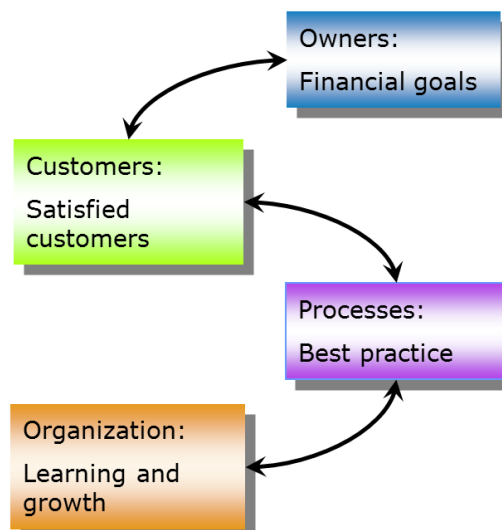 Owners:
Financial goals
Customers:
Satisfied
customers
Processes:
Best practice
Organization:
Learning and
growth